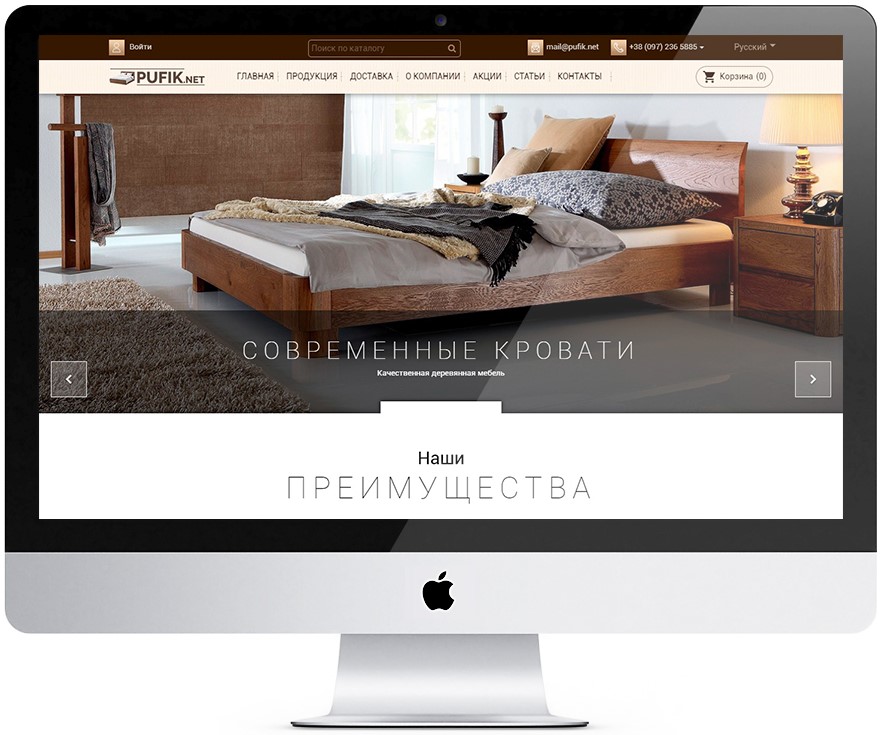 Войти
Поиск по каталогу
mail@pufik.net
+38 (097) 236 5885
Русский
PUFIK.NET
ГЛАВНАЯ
ПРОДУКЦИЯ
ДОСТАВКА
О КОМПАНИИ
АКЦИИ
СТАТЬИ
КОНТАКТЫ
Корзина (0)
СОВРЕМЕННЫЕ КРОВАТИ
Качественная деревянная мебель
Наши
ПРЕИМУЩЕСТВА